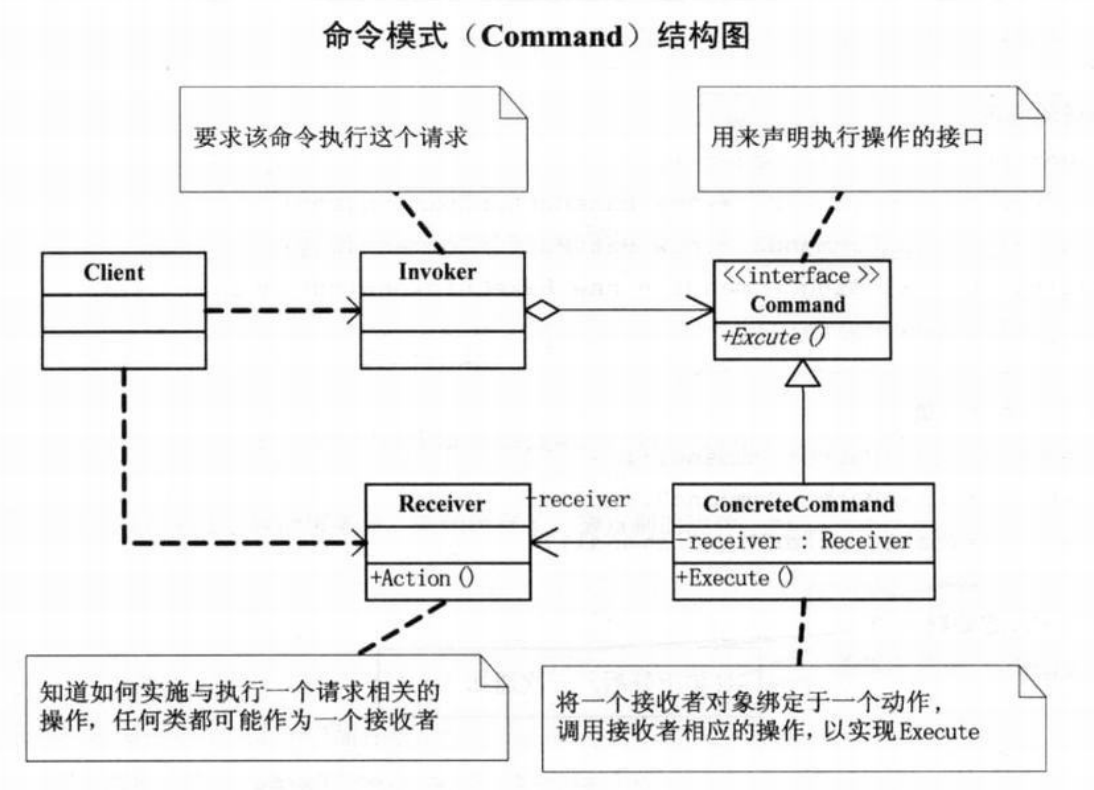 命令模式（Command）结构图
要求该命令执行这个请求
用来声明执行操作的接口
Client
Invoker
<<interface >>
Command
+Excute ()
Receiver
-receiver
ConcreteCommand
-receiver : Receiver
+Action ()
+Execute ()
知道如何实施与执行一个请求相关的
操作，任何类都可能作为一个接收者
将一个接收者对象绑定于一个动作，
调用接收者相应的操作，以实现Execute